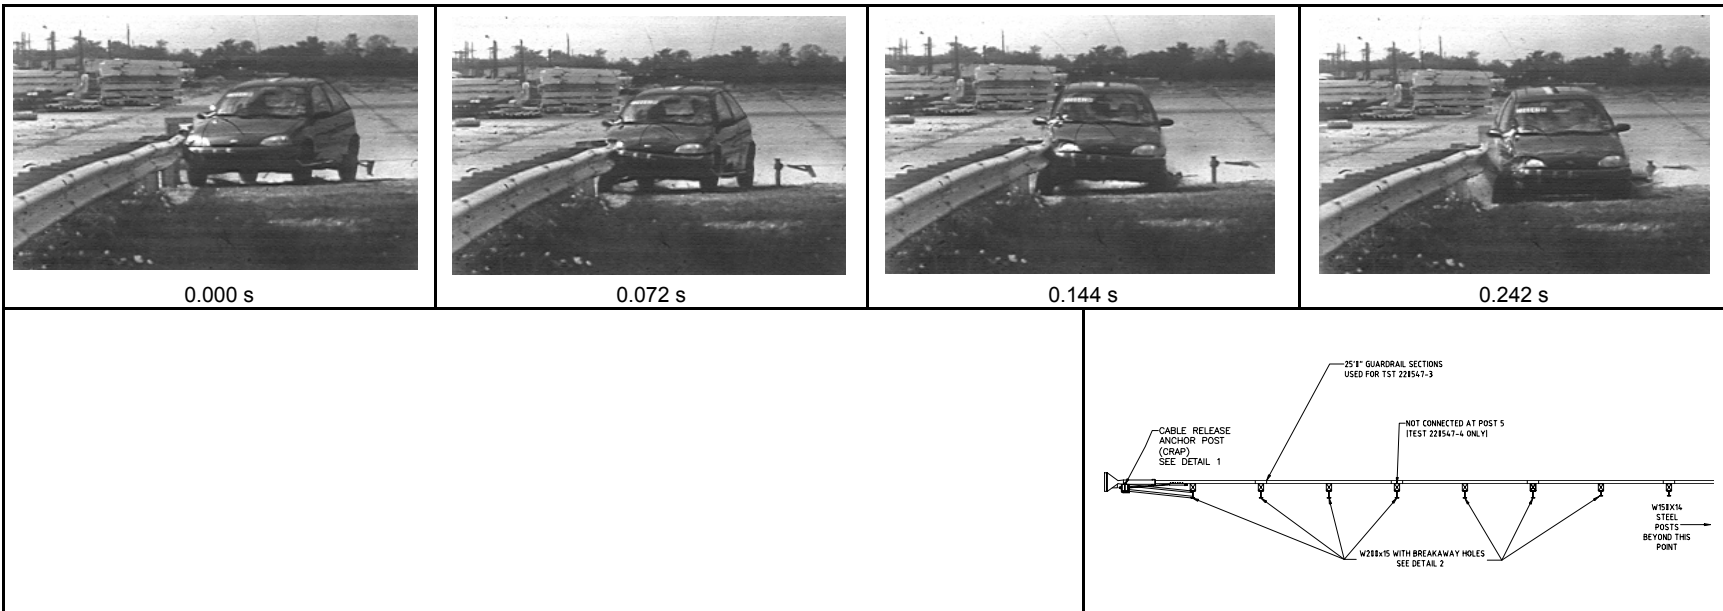 0.000 s
0.072 s
0.144 s
0.242 s
25'0" GUARDRAIL SECTIONS
USED FOR TST 220547-3
CABLE RELEASE
ANCHOR POST
(CRAP)
SEE DETAIL 1
NOT CONNECTED AT POST 5
(TEST 220547-4 ONLY)
W150X14
STEEL
POSTS
BEYOND THIS
POINT
W200x15 WITH BREAKAWAY HOLES
SEE DETAIL 2